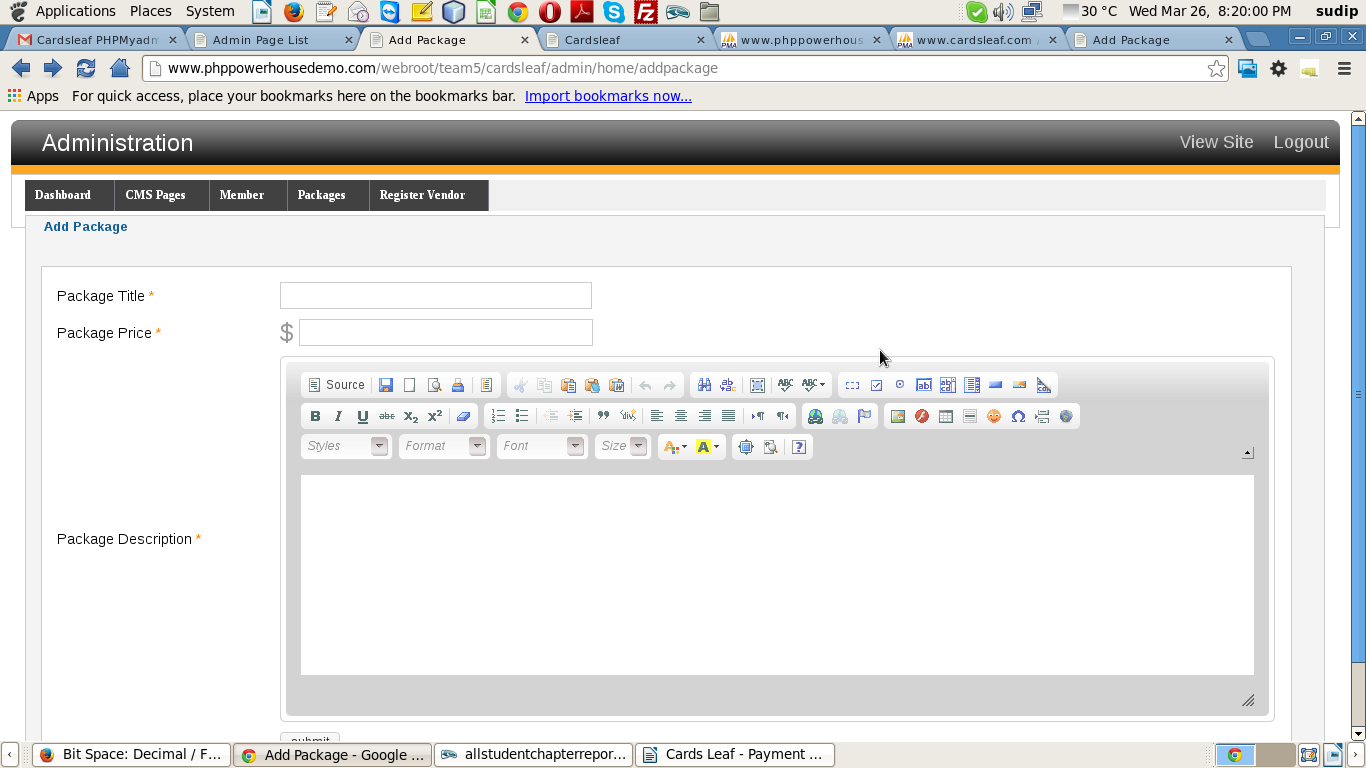 Applications Places System 30 °C Wed Mar 26, 8:20:00 PM sudip
Cardsleaf PHPMyadm Admin Page List Add Package Cardsleaf www.phppowerhous www.cardsleaf.com Add Package
www.phppowerhousedemo.com/webroot/team5/cardsleaf/admin/home/addpackage
Apps For quick access, place your bookmarks here on the bookmarks bar. Import bookmarks now...
Administration View Site Logout
Dashboard CMS Pages Member Packages Register Vendor
Add Package
Package Title *
Package Price * $
Source
Styles Format Font Size
Package Description *
submit
Bit Space: Decimal / F... Add Package - Google ... allstudentchapterrepor... Cards Leaf - Payment ...